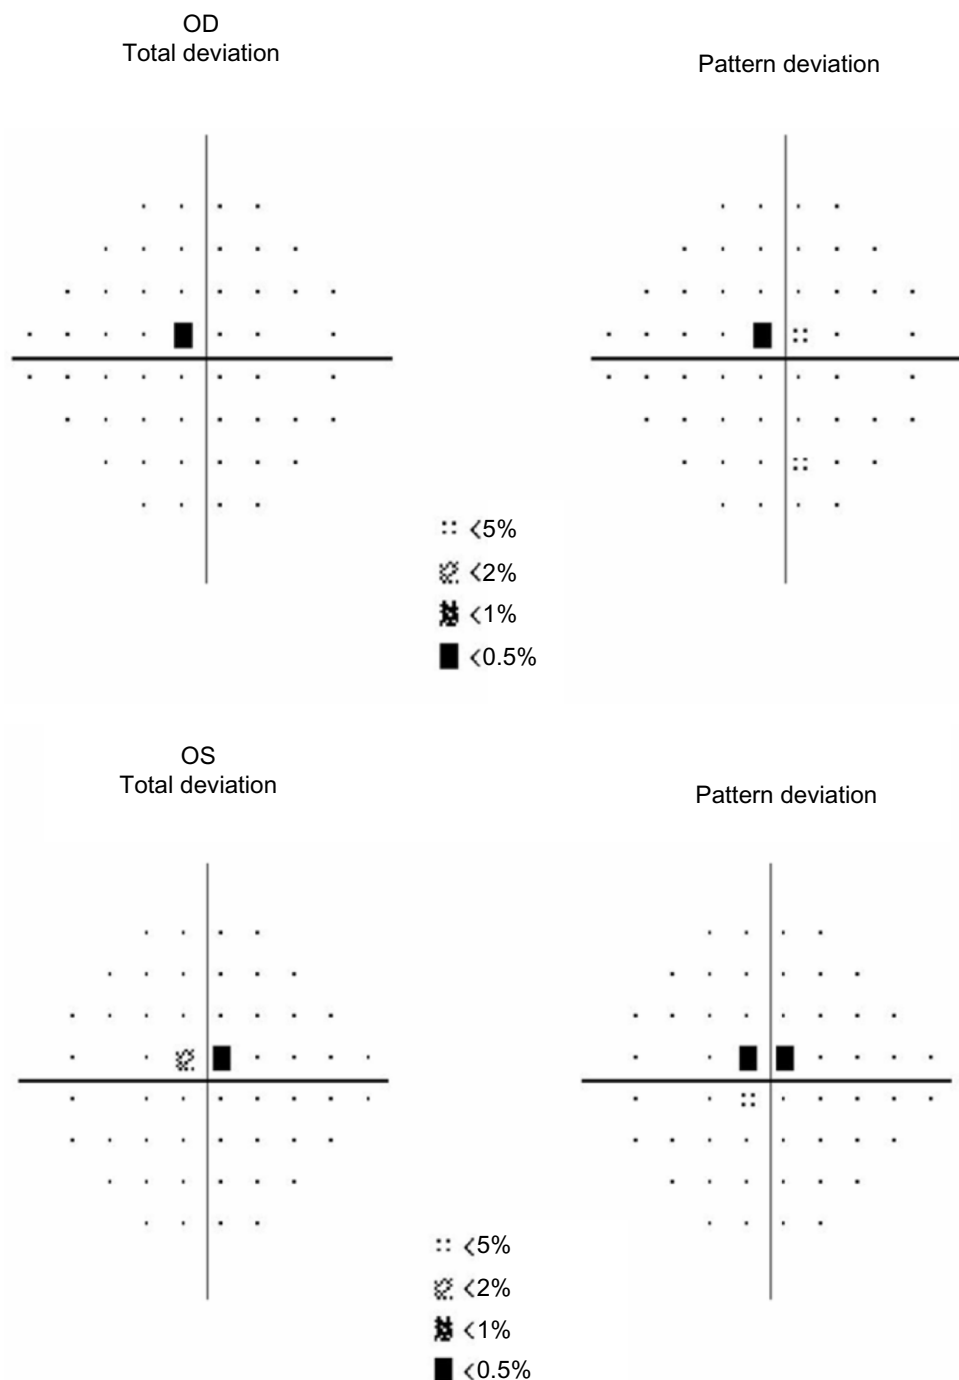 OD
Total deviation
Pattern deviation
<5%
<2%
<1%
<0.5%
OS
Total deviation
Pattern deviation
<5%
<2%
<1%
<0.5%